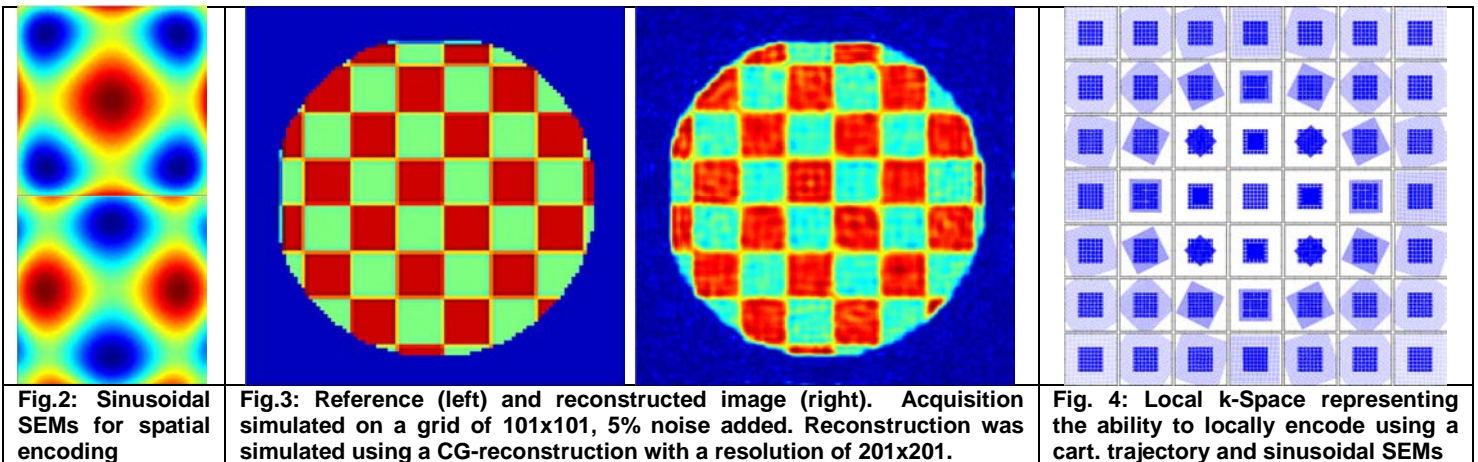 Fig.2: Sinusoidal
SEMs for spatial
encoding
Fig.3: Reference (left) and reconstructed image (right). Acquisition
simulated on a grid of 101x101, 5% noise added. Reconstruction was
simulated using a CG-reconstruction with a resolution of 201x201.
Fig. 4: Local k-Space representing
the ability to locally encode using a
cart. trajectory and sinusoidal SEMs